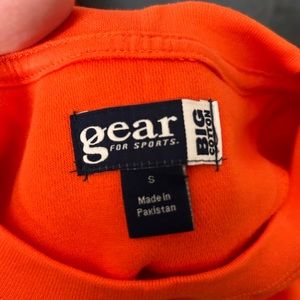 gear
FOR SPORTS.
BIG
COTTON
S
Made in
Pakistan